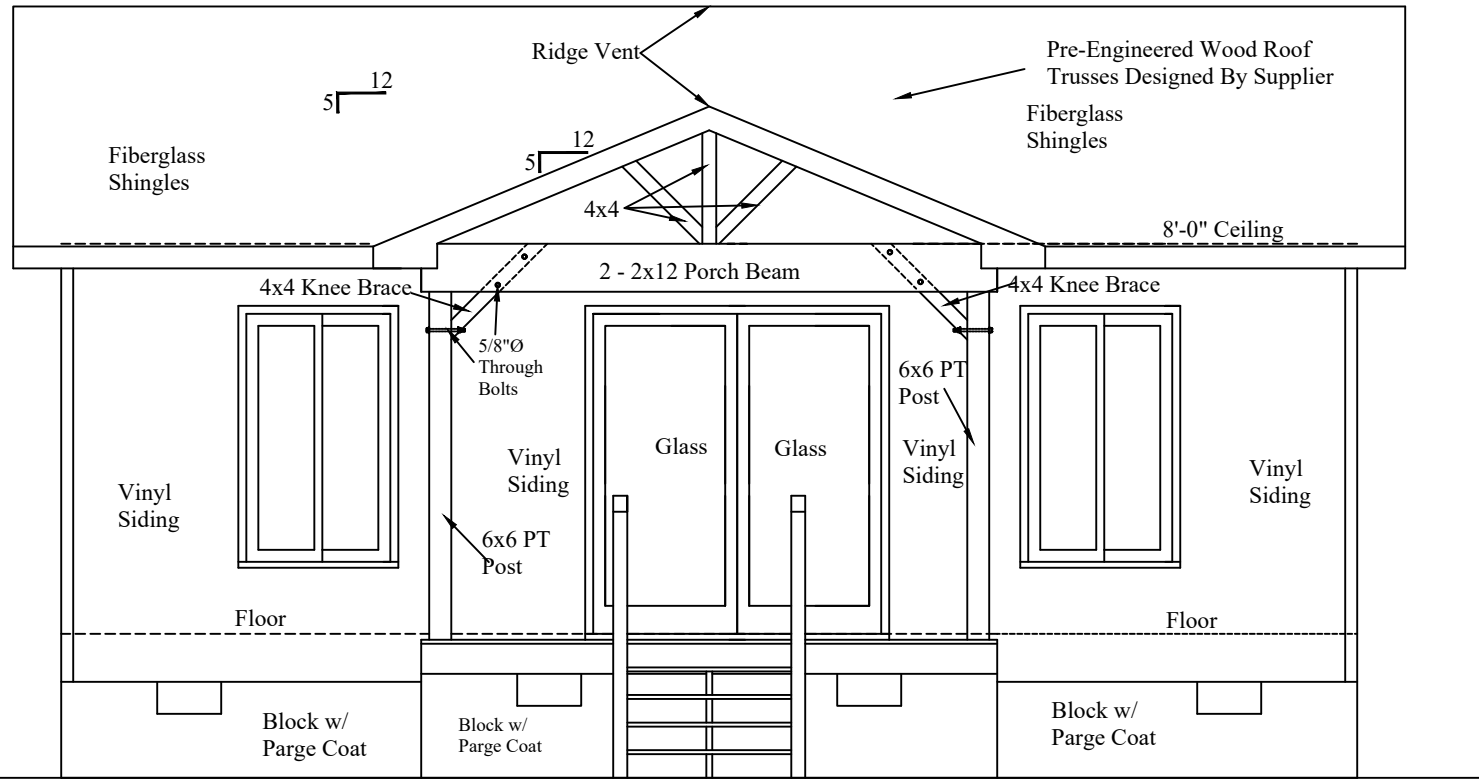 Ridge Vent
Pre-Engineered Wood Roof
Trusses Designed By Supplier
12
5
Fiberglass
Shingles
12
5
Fiberglass
Shingles
4x4
8'-0" Ceiling
2 - 2x12 Porch Beam
4x4 Knee Brace
4x4 Knee Brace
5/8"Ø
Through
Bolts
6x6 PT
Post
Glass
Glass
Vinyl
Siding
Vinyl
Siding
Vinyl
Siding
Vinyl
Siding
6x6 PT
Post
Floor
Floor
Block w/
Parge Coat
Block w/
Parge Coat
Block w/
Parge Coat